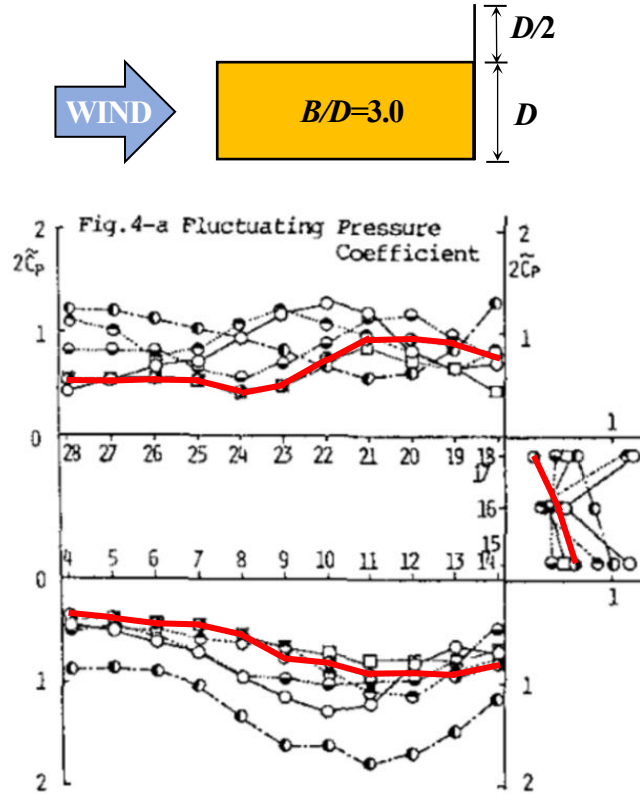 D/2
WIND
B/D=3.0
D
2
Fig.4-a Fluctuating Pressure
Coefficient
2
2C̃p
2C̃p
1
1
0
28 27 26 25 24 23 22 21 20 19 18
17
1
16
15
4 5 6 7 8 9 10 11 12 13 14
0
1
1
1
2
2